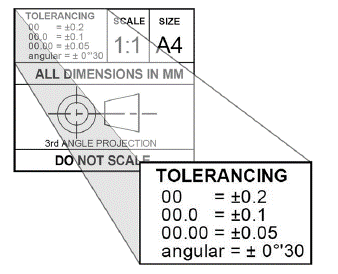 TOLERANCING
00 = ±0.2
00.0 = ±0.1
00.00 = ±0.05
angular = ± 0°'30
SCALE
1:1
SIZE
A4
ALL DIMENSIONS IN MM
3rd ANGLE PROJECTION
DO NOT SCALE
TOLERANCING
00 = ±0.2
00.0 = ±0.1
00.00 = ±0.05
angular = ± 0°'30